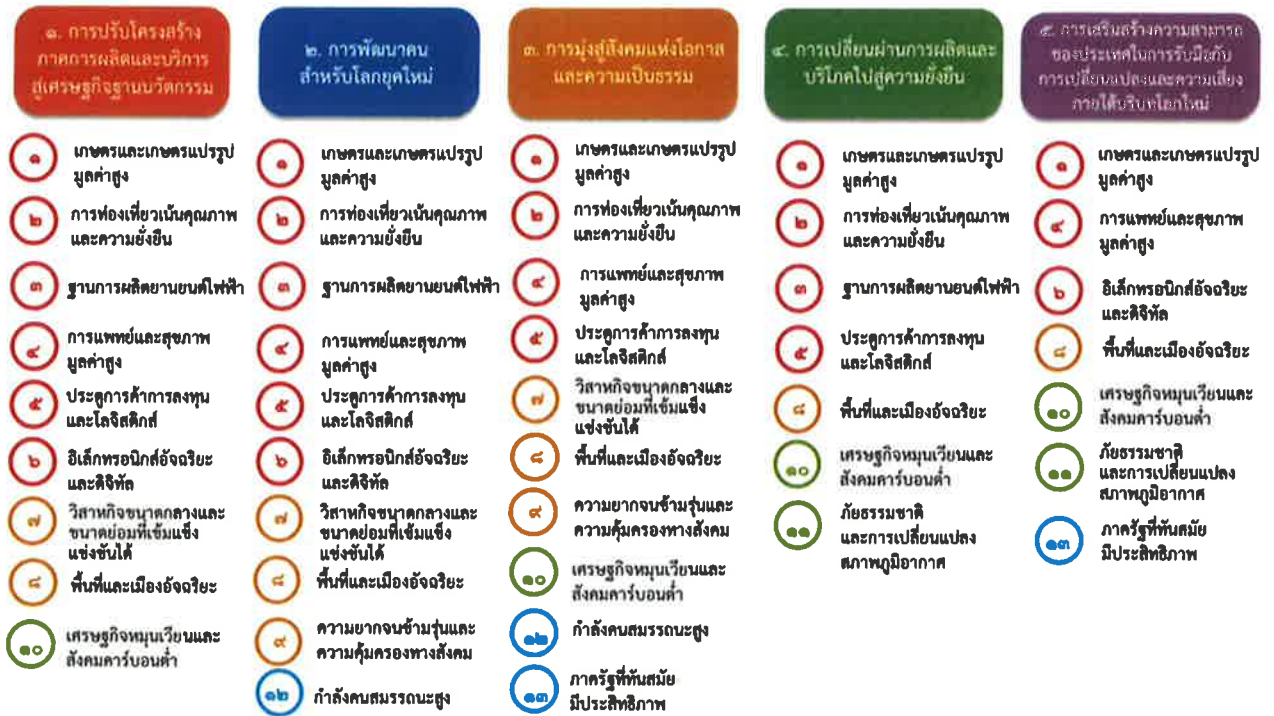 ๑. การปรับโครงสร้าง
ภาคการผลิตและบริการ
สู่เศรษฐกิจฐานนวัตกรรม
๑
เกษตรและเกษตรแปรรูป
มูลค่าสูง
๒
การท่องเที่ยวเน้นคุณภาพ
และความยั่งยืน
๓
ฐานการผลิตยานยนต์ไฟฟ้า
๔
การแพทย์และสุขภาพ
มูลค่าสูง
๕
ประตูการค้าการลงทุน
และโลจิสติกส์
๖
อิเล็กทรอนิกส์อัจฉริยะ
และดิจิทัล
๗
วิสาหกิจขนาดกลางและ
ขนาดย่อมที่เข้มแข็ง
แข่งขันได้
๘
พื้นที่และเมืองอัจฉริยะ
๑๐
เศรษฐกิจหมุนเวียนและ
สังคมคาร์บอนต่ำ
๒. การพัฒนาคน
สำหรับโลกยุคใหม่
๑
เกษตรและเกษตรแปรรูป
มูลค่าสูง
๒
การท่องเที่ยวเน้นคุณภาพ
และความยั่งยืน
๓
ฐานการผลิตยานยนต์ไฟฟ้า
๔
การแพทย์และสุขภาพ
มูลค่าสูง
๕
ประตูการค้าการลงทุน
และโลจิสติกส์
๖
อิเล็กทรอนิกส์อัจฉริยะ
และดิจิทัล
๗
วิสาหกิจขนาดกลางและ
ขนาดย่อมที่เข้มแข็ง
แข่งขันได้
๘
พื้นที่และเมืองอัจฉริยะ
๙
ความยากจนข้ามรุ่นและ
ความคุ้มครองทางสังคม
๑๒
กำลังคนสมรรถนะสูง
๓. การมุ่งสู่สังคมแห่งโอกาส
และความเป็นธรรม
๑
เกษตรและเกษตรแปรรูป
มูลค่าสูง
๒
การท่องเที่ยวเน้นคุณภาพ
และความยั่งยืน
๔
การแพทย์และสุขภาพ
มูลค่าสูง
๕
ประตูการค้าการลงทุน
และโลจิสติกส์
๗
วิสาหกิจขนาดกลางและ
ขนาดย่อมที่เข้มแข็ง
แข่งขันได้
๘
พื้นที่และเมืองอัจฉริยะ
๙
ความยากจนข้ามรุ่นและ
ความคุ้มครองทางสังคม
๑๐
เศรษฐกิจหมุนเวียนและ
สังคมคาร์บอนต่ำ
๑๒
กำลังคนสมรรถนะสูง
๑๓
ภาครัฐที่ทันสมัย
มีประสิทธิภาพ
๔. การเปลี่ยนผ่านการผลิตและ
บริโภคไปสู่ความยั่งยืน
๑
เกษตรและเกษตรแปรรูป
มูลค่าสูง
๒
การท่องเที่ยวเน้นคุณภาพ
และความยั่งยืน
๓
ฐานการผลิตยานยนต์ไฟฟ้า
๕
ประตูการค้าการลงทุน
และโลจิสติกส์
๘
พื้นที่และเมืองอัจฉริยะ
๑๐
เศรษฐกิจหมุนเวียนและ
สังคมคาร์บอนต่ำ
๑๑
ภัยธรรมชาติ
และการเปลี่ยนแปลง
สภาพภูมิอากาศ
๕. การเสริมสร้างความสามารถ
ของประเทศในการรับมือกับ
การเปลี่ยนแปลงและความเสี่ยง
ภายใต้บริบทโลกใหม่
๑
เกษตรและเกษตรแปรรูป
มูลค่าสูง
๔
การแพทย์และสุขภาพ
มูลค่าสูง
๖
อิเล็กทรอนิกส์อัจฉริยะ
และดิจิทัล
๘
พื้นที่และเมืองอัจฉริยะ
๑๐
เศรษฐกิจหมุนเวียนและ
สังคมคาร์บอนต่ำ
๑๑
ภัยธรรมชาติ
และการเปลี่ยนแปลง
สภาพภูมิอากาศ
๑๓
ภาครัฐที่ทันสมัย
มีประสิทธิภาพ